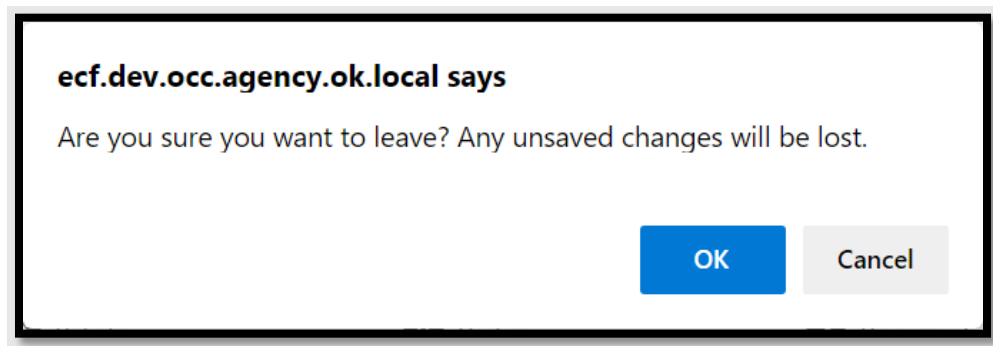 ecf.dev.occ.agency.ok.local says
Are you sure you want to leave? Any unsaved changes will be lost.
OK
Cancel